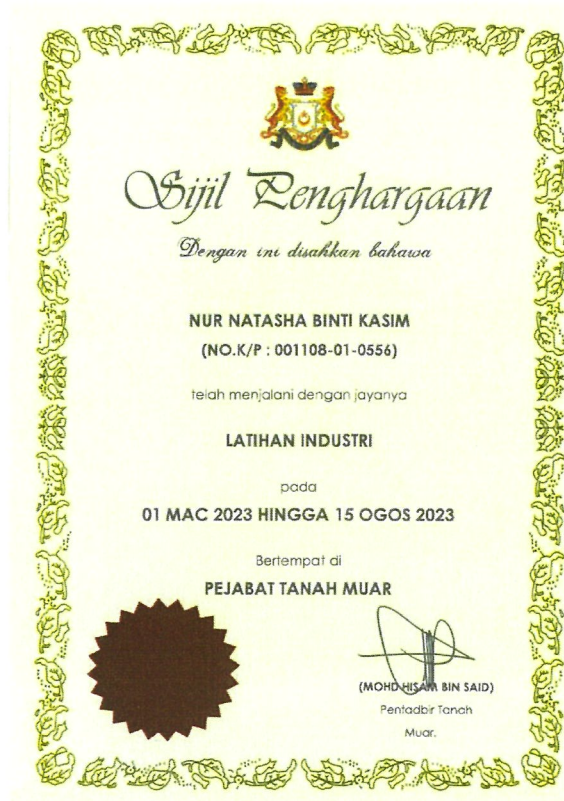 Sijil Penghargaan
Dengan ini disahkan bahawa
NUR NATASHA BINTI KASIM
(NO.K/P : 001108-01-0556)
telah menjalani dengan jayanya
LATIHAN INDUSTRI
pada
01 MAC 2023 HINGGA 15 OGOS 2023
Bertempat di
PEJABAT TANAH MUAR
(MOHD HISAM BIN SAID)
Pentadbir Tanah
Muar.